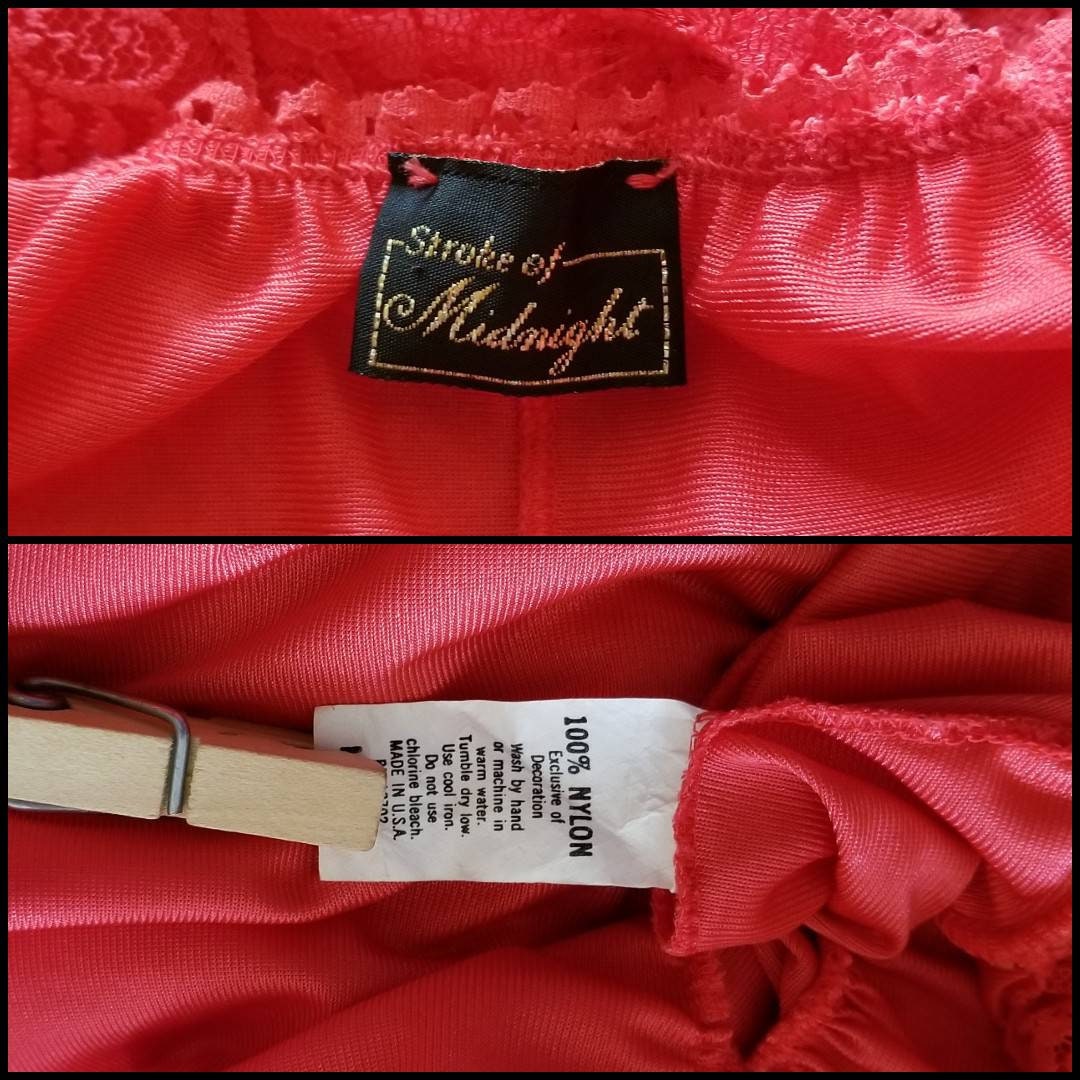 Stroke of
Midnight
100% NYLON
Exclusive of
Decoration
Wash by hand
or machine in
warm water.
Tumble dry low.
Use cool iron.
Do not use
chlorine bleach.
MADE IN U.S.A.